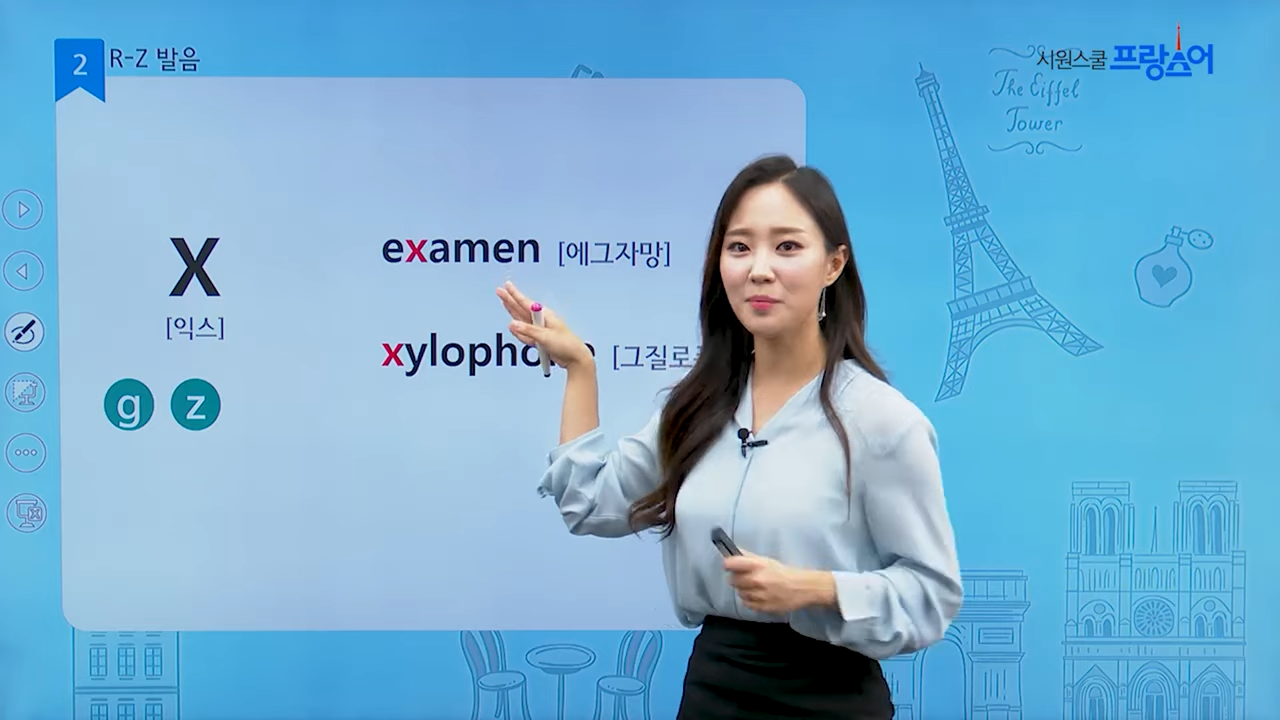 2
R-Z 발음
시원스쿨 프랑스어
The Eiffel
Tower
X
[익스]
g z
examen [에그자망]
xylopho [그질로